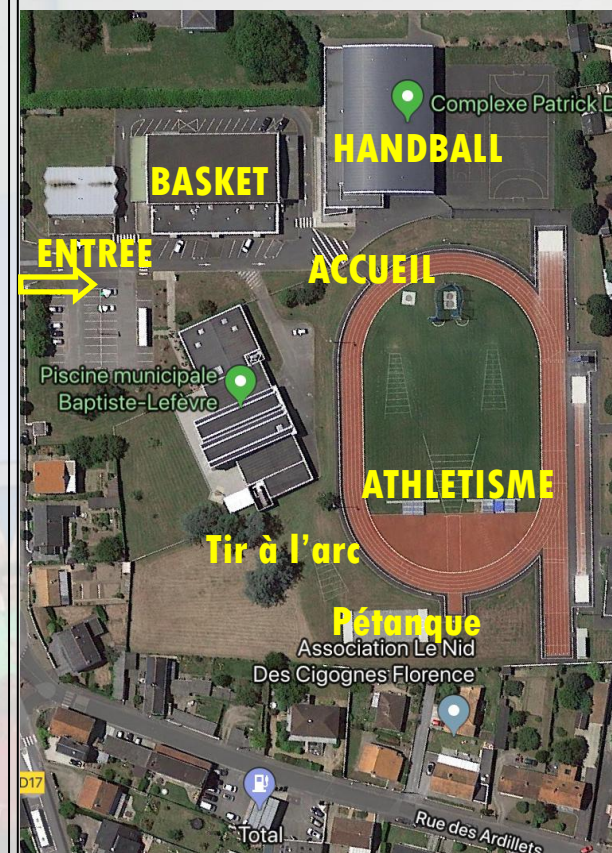 Complexe Patrick D
HANDBALL
BASKET
ENTREE
ACCUEIL
Piscine municipale
Baptiste-Lefèvre
ATHLETISME
Tir à l'arc
Pétanque
Association Le Nid
Des Cigognes Florence
D17
Total
Rue des Ardillets